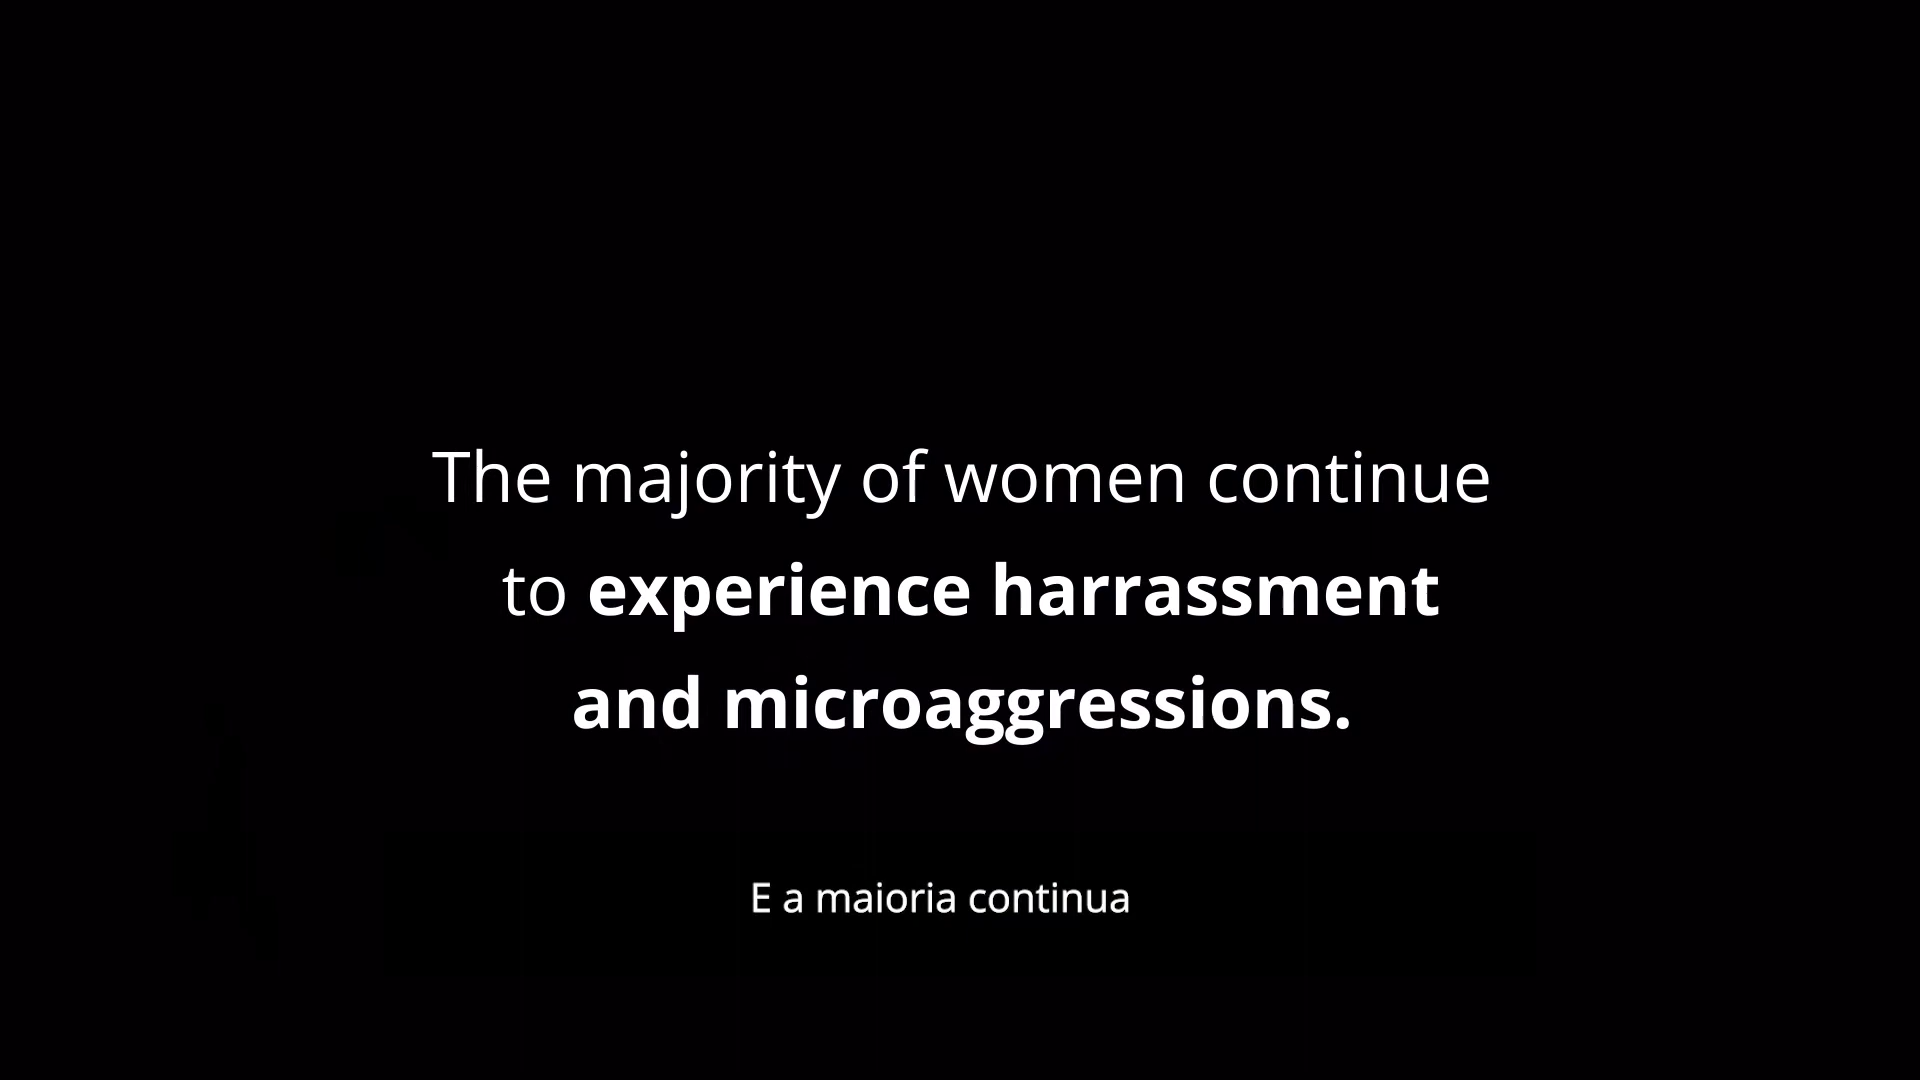 The majority of women continue
to experience harrassment
and microaggressions.
E a maioria continua